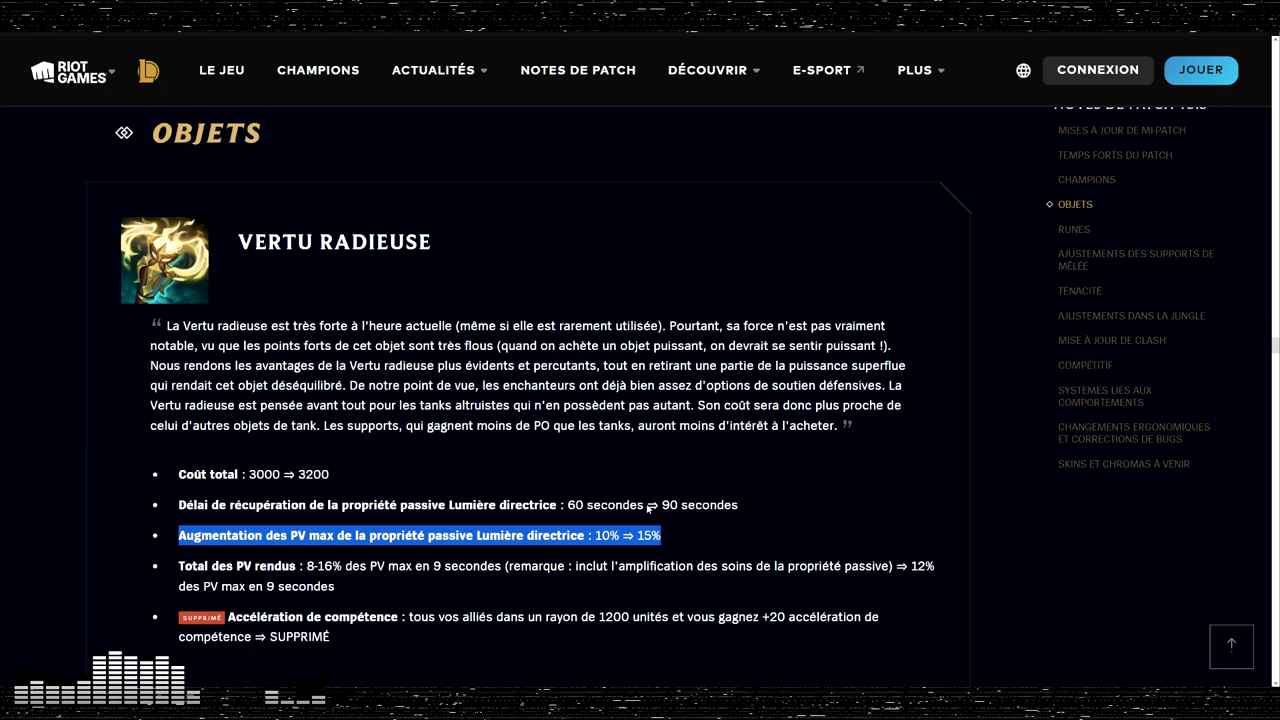 RIOT GAMES
LE JEU
CHAMPIONS
ACTUALITÉS
NOTES DE PATCH
DÉCOUVRIR
E-SPORT
PLUS
CONNEXION
JOUER
OBJETS
VERTU RADIEUSE
“ La Vertu radieuse est très forte à l'heure actuelle (même si elle est rarement utilisée). Pourtant, sa force n'est pas vraiment
notable, vu que les points forts de cet objet sont très flous (quand on achète un objet puissant, on devrait se sentir puissant !).
Nous rendons les avantages de la Vertu radieuse plus évidents et percutants, tout en retirant une partie de la puissance superflue
qui rendait cet objet déséquilibré. De notre point de vue, les enchanteurs ont déjà bien assez d'options de soutien défensives. La
Vertu radieuse est pensée avant tout pour les tanks altruistes qui n'en possèdent pas autant. Son coût sera donc plus proche de
celui d'autres objets de tank. Les supports, qui gagnent moins de PO que les tanks, auront moins d'intérêt à l'acheter. ”
• Coût total : 3000 ⇒ 3200
• Délai de récupération de la propriété passive Lumière directrice : 60 secondes ⇒ 90 secondes
• Augmentation des PV max de la propriété passive Lumière directrice : 10% ⇒ 15%
• Total des PV rendus : 8-16% des PV max en 9 secondes (remarque : inclut l'amplification des soins de la propriété passive) ⇒ 12%
des PV max en 9 secondes
• SUPPRIMÉ Accélération de compétence : tous vos alliés dans un rayon de 1200 unités et vous gagnez +20 accélération de
compétence ⇒ SUPPRIMÉ
MISES À JOUR DE MI-PATCH
TEMPS FORTS DU PATCH
CHAMPIONS
OBJETS
RUNES
AJUSTEMENTS DES SUPPORTS DE
MÊLÉE
TÉNACITÉ
AJUSTEMENTS DANS LA JUNGLE
MISE À JOUR DE CLASH
COMPÉTITIF
SYSTÈMES LIÉS AUX
COMPORTEMENTS
CHANGEMENTS ERGONOMIQUES
ET CORRECTIONS DE BUGS
SKINS ET CHROMAS À VENIR